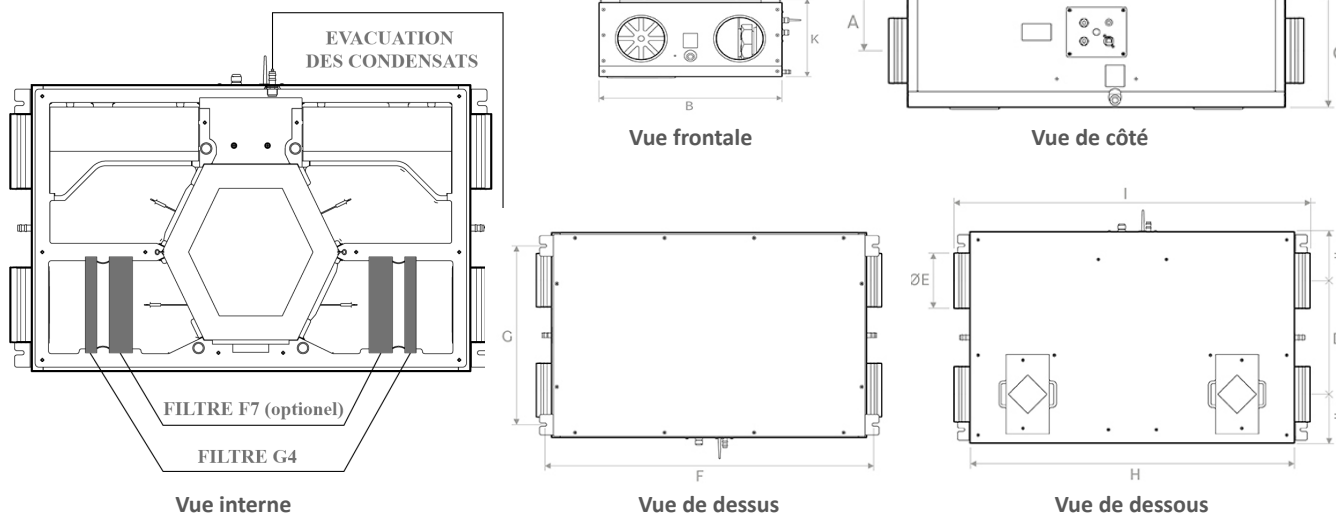 EVACUATION
DES CONDENSATS
FILTRE F7 (optionel)
FILTRE G4
Vue interne
K
B
Vue frontale
A
Vue de côté
G
F
Vue de dessus
I
ØE
H
Vue de dessous